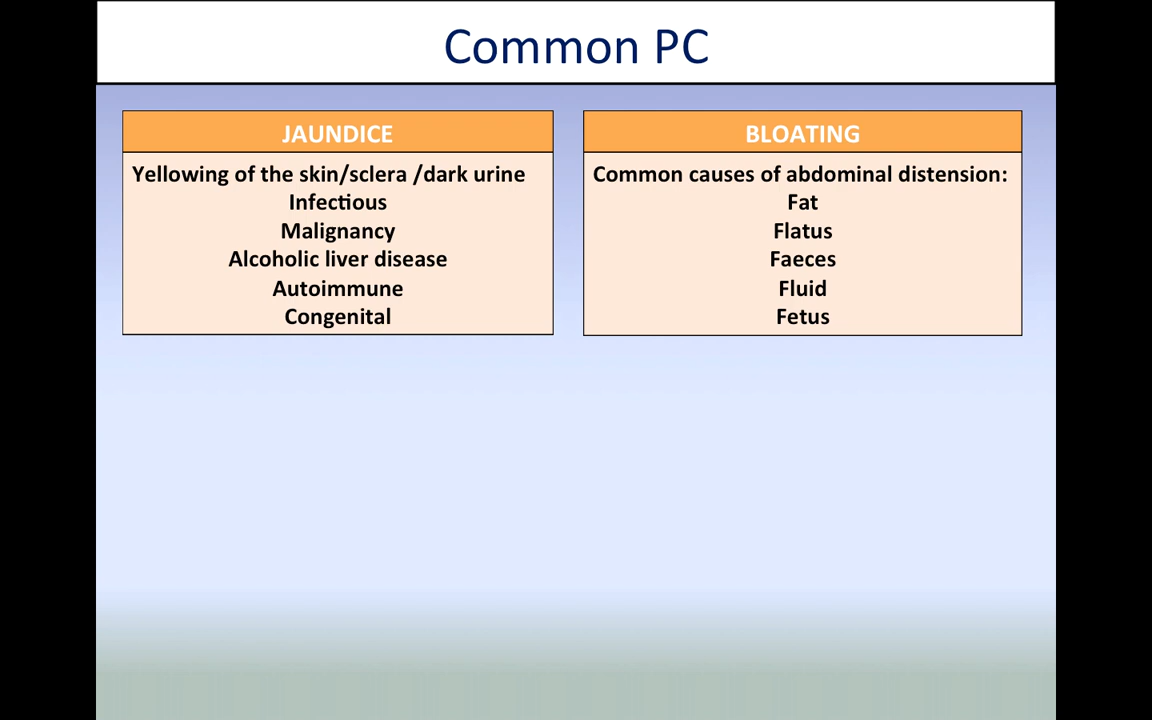 Common PC
JAUNDICE
Yellowing of the skin/sclera /dark urine
Infectious
Malignancy
Alcoholic liver disease
Autoimmune
Congenital
BLOATING
Common causes of abdominal distension:
Fat
Flatus
Faeces
Fluid
Fetus